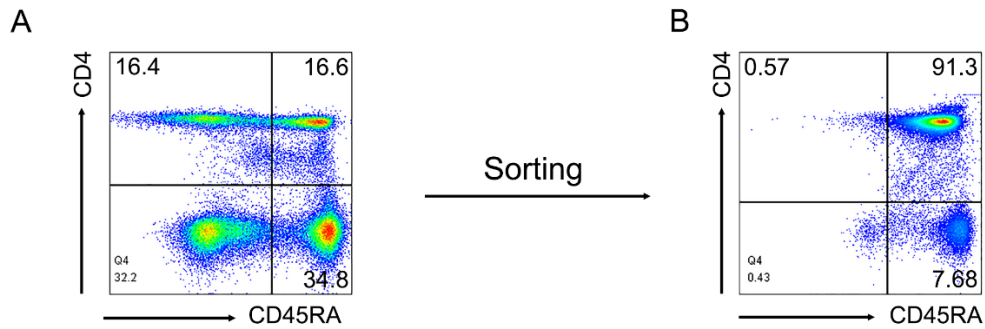 A
CD4
16.4
16.6
Q4
32.2
34.8
CD45RA
Sorting
B
CD4
0.57
91.3
Q4
0.43
7.68
CD45RA